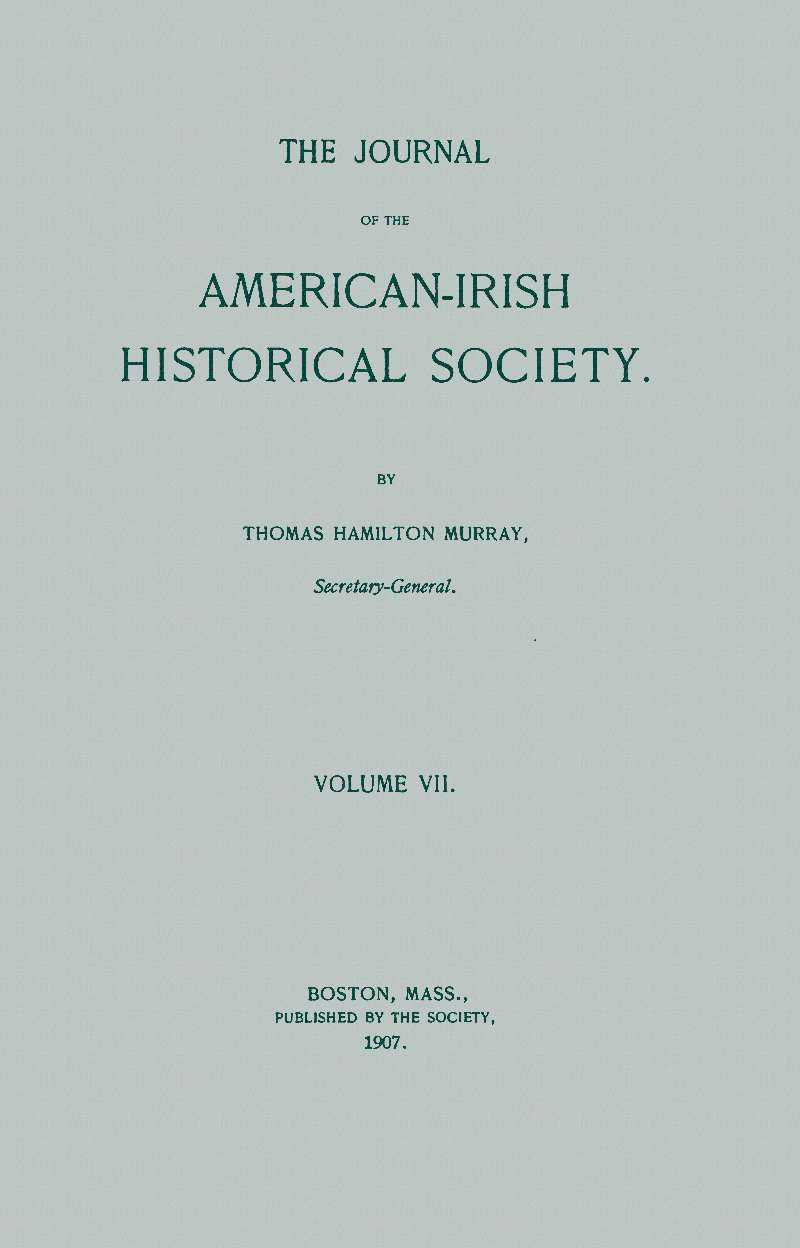 THE JOURNAL
OF THE
AMERICAN-IRISH
HISTORICAL SOCIETY.
BY
THOMAS HAMILTON MURRAY,
Secretary-General.
VOLUME VII.
BOSTON, MASS.,
PUBLISHED BY THE SOCIETY,
1907.